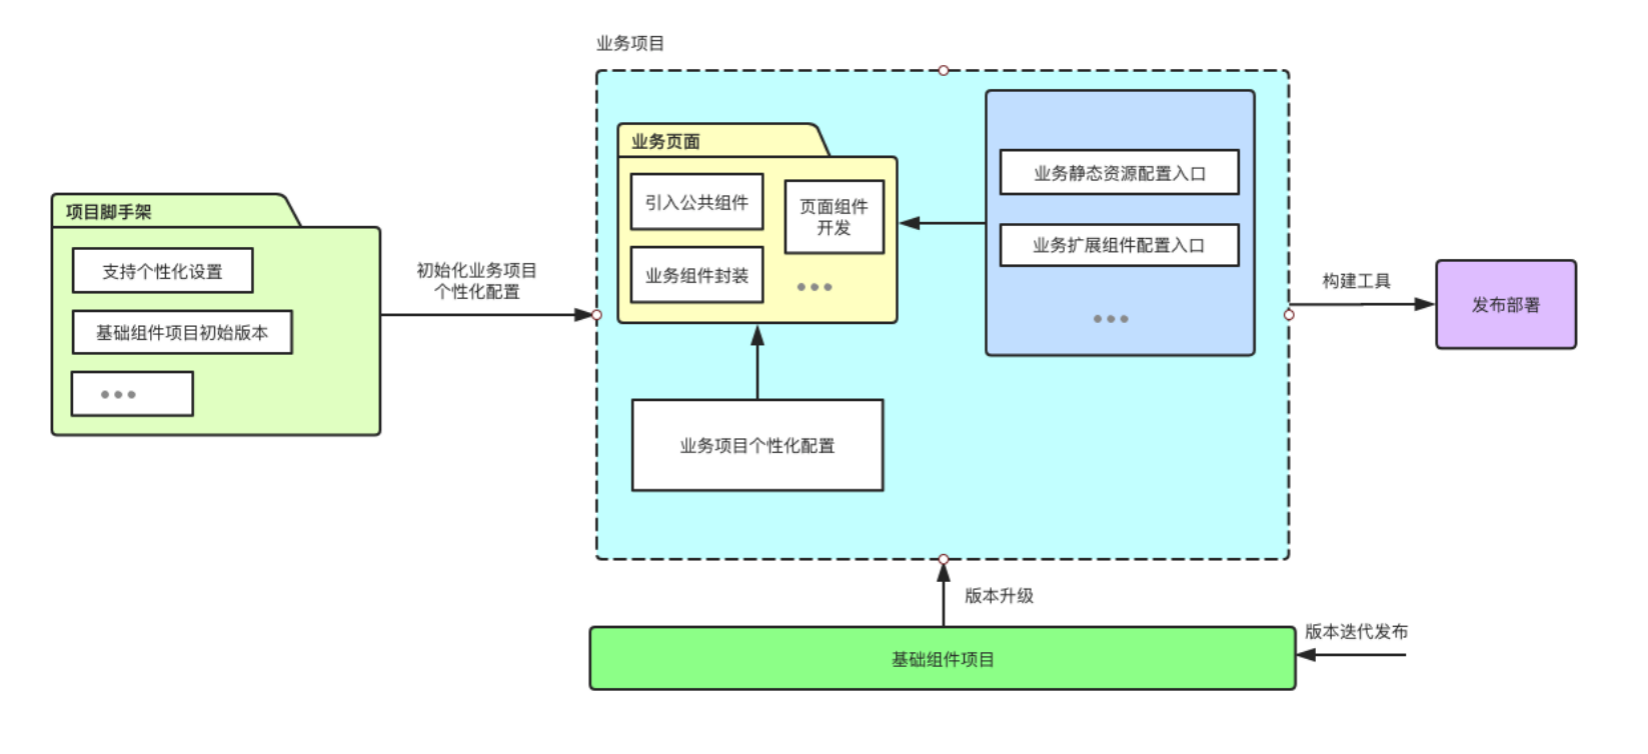 业务项目
项目脚手架
支持个性化设置
基础组件项目初始版本
初始化业务项目
个性化配置
业务页面
引入公共组件
业务组件封装
页面组件
开发
业务静态资源配置入口
业务扩展组件配置入口
业务项目个性化配置
构建工具
发布部署
版本升级
基础组件项目
版本迭代发布